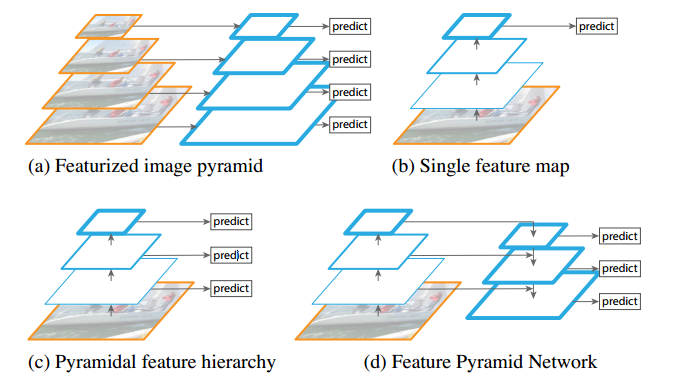 predict
predict
predict
predict
(a) Featurized image pyramid
predict
(b) Single feature map
predict
predict
predict
(c) Pyramidal feature hierarchy
predict
predict
predict
(d) Feature Pyramid Network